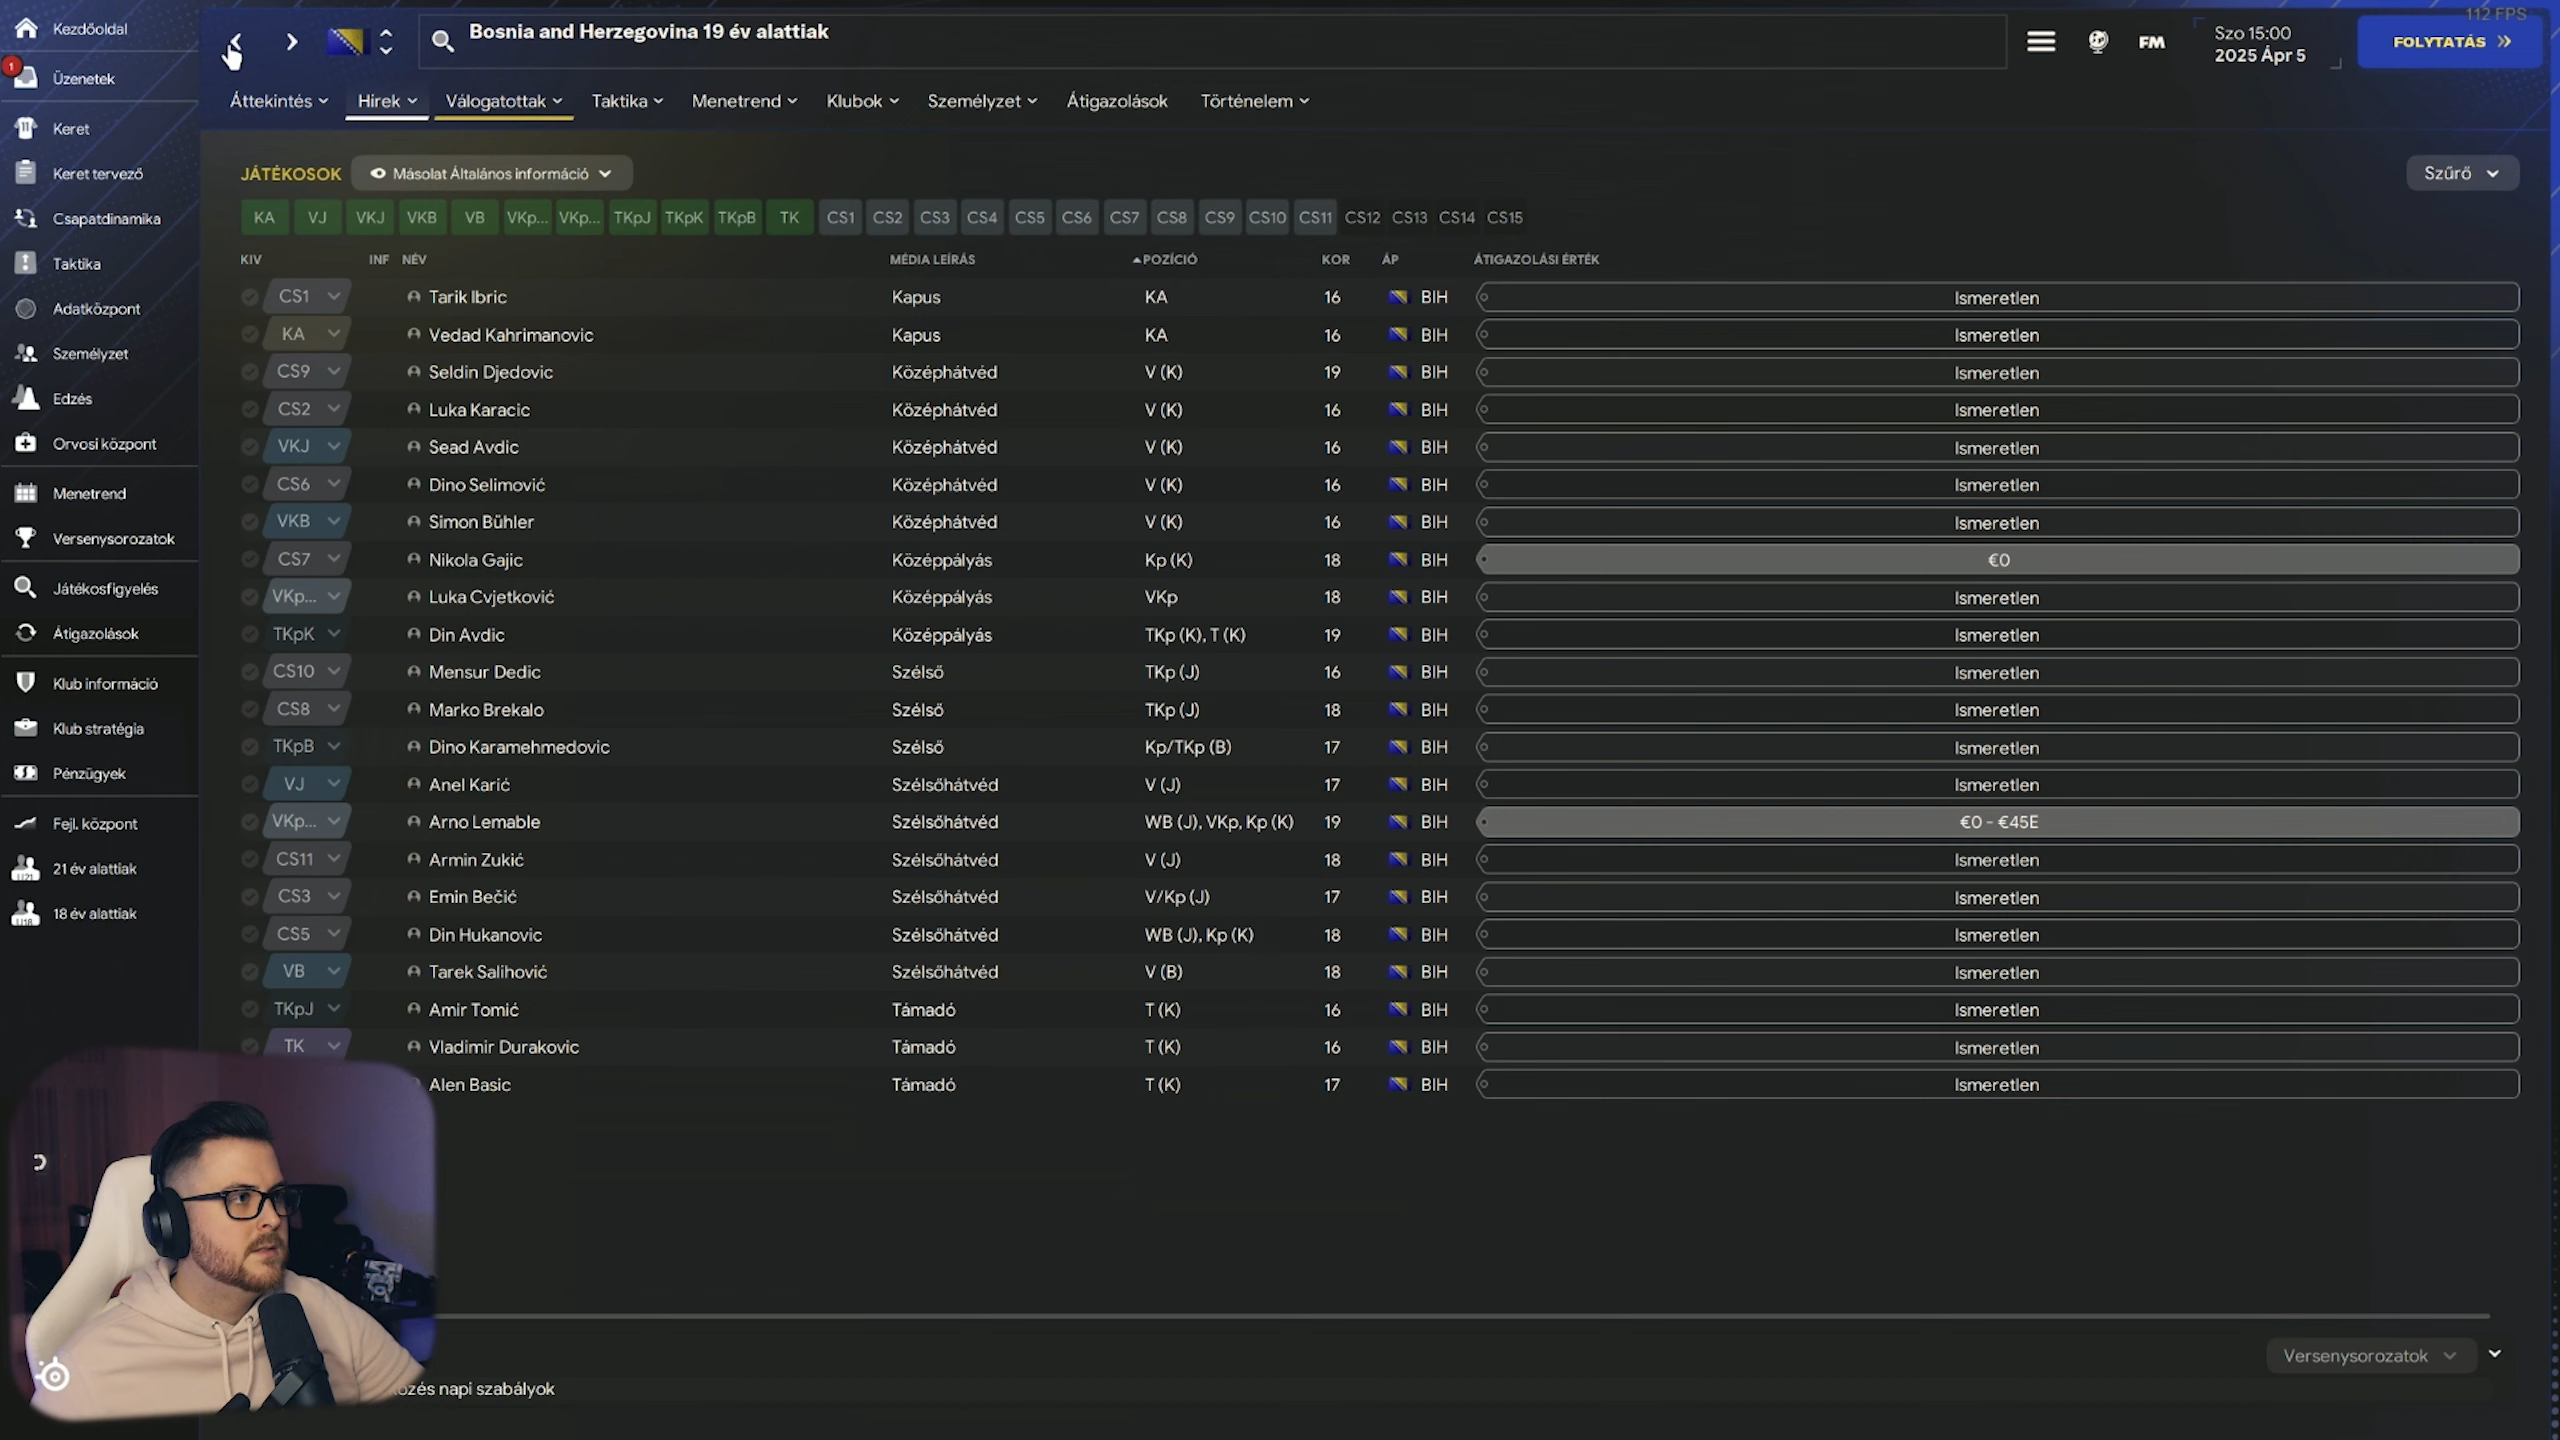 112 FPS
Kezdőoldal
1
Üzenetek
Keret
Keret tervező
Csapatdinamika
Taktika
Adatközpont
Személyzet
Edzés
Orvosi központ
Menetrend
Versenysorozatok
Játékosfigyelés
Átigazolások
Klub információ
Klub stratégia
Pénzügyek
Fejl. központ
21 év alattiak
18 év alattiak
Bosnia and Herzegovina 19 év alattiak
FM
Szo 15:00
2025 Ápr 5
FOLYTATÁS
Áttekintés Hírek Válogatottak Taktika Menetrend Klubok Személyzet Átigazolások Történelem
JÁTÉKOSOK Másolat Általános információ Szűrő
KA VJ VKJ VKB VB VKp... VKp... TKpJ TKpK TKpB TK CS1 CS2 CS3 CS4 CS5 CS6 CS7 CS8 CS9 CS10 CS11 CS12 CS13 CS14 CS15
KIV INF NÉV MÉDIA LEÍRÁS POZÍCIÓ KOR ÁP ÁTIGAZOLÁSI ÉRTÉK
CS1 Tarik Ibric Kapus KA 16 BIH Ismeretlen
KA Vedad Kahrimanovic Kapus KA 16 BIH Ismeretlen
CS9 Seldin Djedovic Középhátvéd V (K) 19 BIH Ismeretlen
CS2 Luka Karacic Középhátvéd V (K) 16 BIH Ismeretlen
VKJ Sead Avdic Középhátvéd V (K) 16 BIH Ismeretlen
CS6 Dino Selimović Középhátvéd V (K) 16 BIH Ismeretlen
VKB Simon Bühler Középhátvéd V (K) 16 BIH Ismeretlen
CS7 Nikola Gajic Középpályás Kp (K) 18 BIH €0
VKp... Luka Cvjetković Középpályás VKp 18 BIH Ismeretlen
TKpK Din Avdic Középpályás TKp (K), T (K) 19 BIH Ismeretlen
CS10 Mensur Dedic Szélső TKp (J) 16 BIH Ismeretlen
CS8 Marko Brekalo Szélső TKp (J) 18 BIH Ismeretlen
TKpB Dino Karamehmedovic Szélső Kp/TKp (B) 17 BIH Ismeretlen
VJ Anel Karić Szélsőhátvéd V (J) 17 BIH Ismeretlen
VKp... Arno Lemable Szélsőhátvéd WB (J), VKp, Kp (K) 19 BIH €0 - €45E
CS11 Armin Zukić Szélsőhátvéd V (J) 18 BIH Ismeretlen
CS3 Emin Bečić Szélsőhátvéd V/Kp (J) 17 BIH Ismeretlen
CS5 Din Hukanovic Szélsőhátvéd WB (J), Kp (K) 18 BIH Ismeretlen
VB Tarek Salihović Szélsőhátvéd V (B) 18 BIH Ismeretlen
TKpJ Amir Tomić Támadó T (K) 16 BIH Ismeretlen
TK Vladimir Durakovic Támadó T (K) 16 BIH Ismeretlen
Alen Basic Támadó T (K) 17 BIH Ismeretlen
Versenysorozatok
napi szabályok